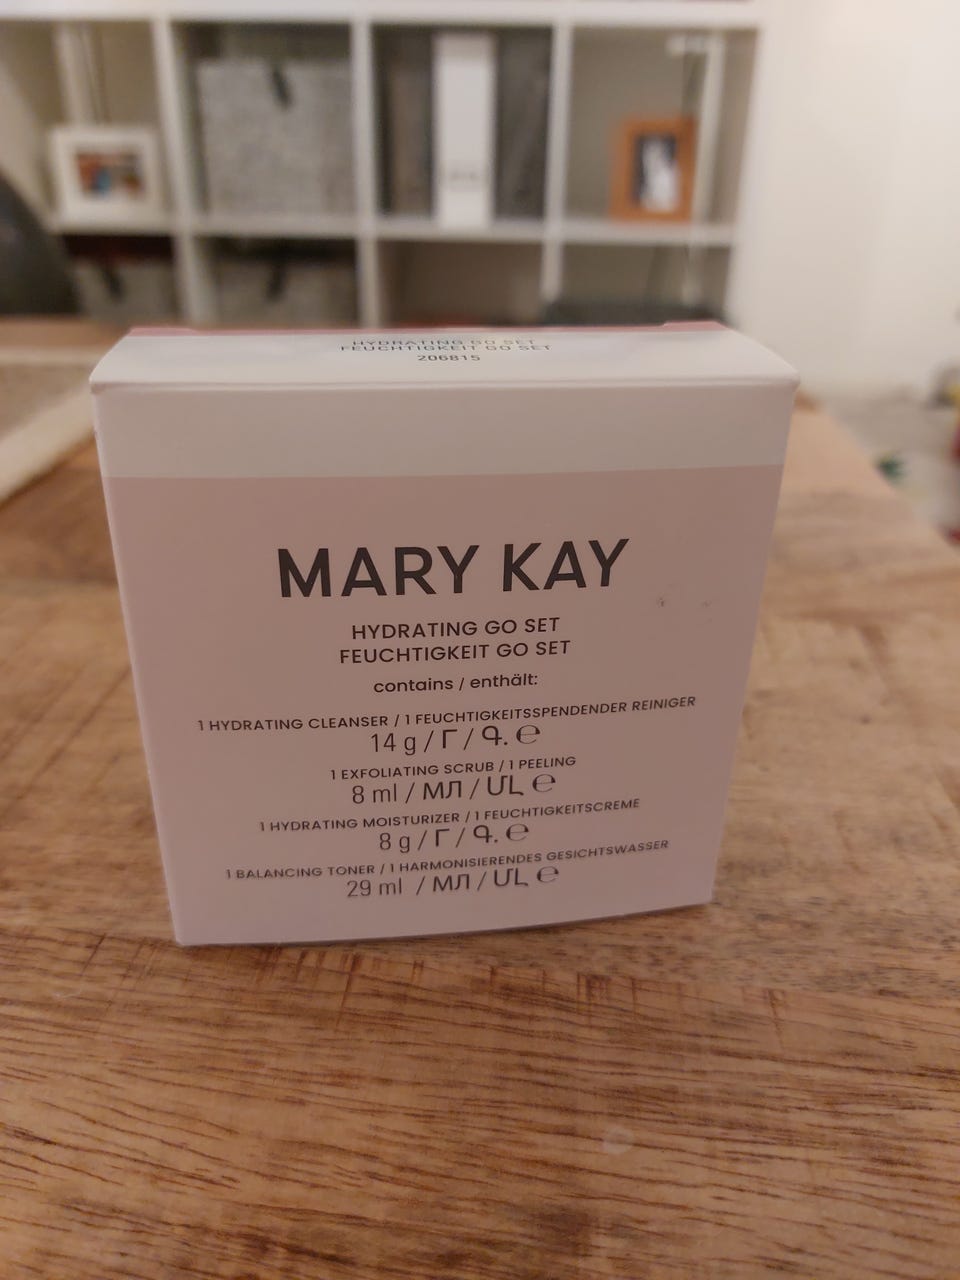 HYDRATING GO SET
FEUCHTIGKEIT GO SET
206815
MARY KAY
HYDRATING GO SET
FEUCHTIGKEIT GO SET
contains / enthält:
1 HYDRATING CLEANSER / 1 FEUCHTIGKEITSSPENDENDER REINIGER
14 g / Г / Գ. ℮
1 EXFOLIATING SCRUB / 1 PEELING
8 ml / МЛ / ՄԼ ℮
1 HYDRATING MOISTURIZER / 1 FEUCHTIGKEITSCREME
8 g / Г / Գ. ℮
1 BALANCING TONER / 1 HARMONISIERENDES GESICHTSWASSER
29 ml / МЛ / ՄԼ ℮